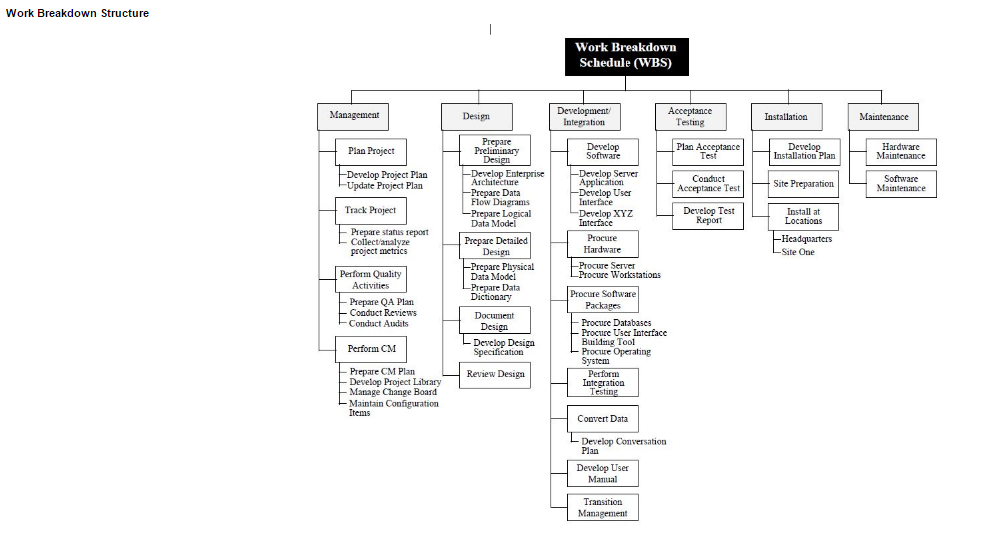 Work Breakdown Structure
Work Breakdown
Schedule (WBS)
Management
Plan Project
Develop Project Plan
Update Project Plan
Track Project
Prepare status report
Collect/analyze
project metrics
Perform Quality
Activities
Prepare QA Plan
Conduct Reviews
Conduct Audits
Perform CM
Prepare CM Plan
Develop Project Library
Manage Change Board
Maintain Configuration
Items
Design
Prepare
Preliminary
Design
Develop Enterprise
Architecture
Prepare Data
Flow Diagrams
Prepare Logical
Data Model
Prepare Detailed
Design
Prepare Physical
Data Model
Prepare Data
Dictionary
Document
Design
Develop Design
Specification
Review Design
Development/
Integration
Develop
Software
Develop Server
Application
Develop User
Interface
Develop XYZ
Interface
Procure
Hardware
Procure Server
Procure Workstations
Procure Software
Packages
Procure Databases
Procure User Interface
Building Tool
Procure Operating
System
Perform
Integration
Testing
Convert Data
Develop Conversation
Plan
Develop User
Manual
Transition
Management
Acceptance
Testing
Plan Acceptance
Test
Conduct
Acceptance Test
Develop Test
Report
Installation
Develop
Installation Plan
Site Preparation
Install at
Locations
Headquarters
Site One
Maintenance
Hardware
Maintenance
Software
Maintenance